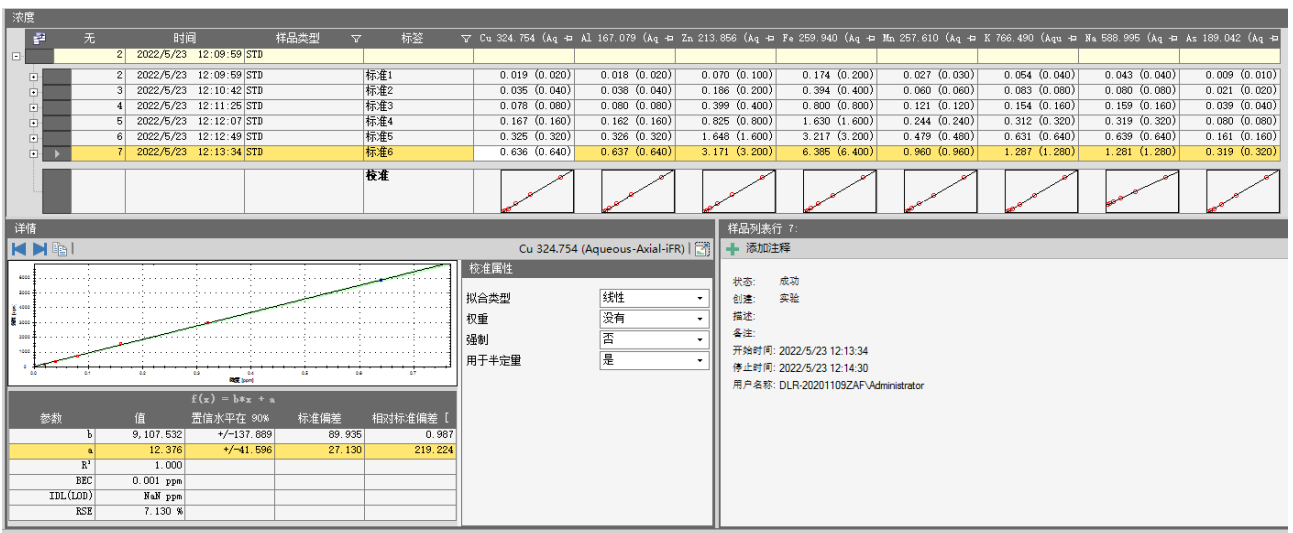 浓度
无 时间 样品类型 标签 Cu 324.754 (Aq Al 167.079 (Aq Zn 213.856 (Aq Fe 259.940 (Aq Mn 257.610 (Aq K 766.490 (Aqu Na 588.995 (Aq As 189.042 (Aq
2 2022/5/23 12:09:59 STD
2 2022/5/23 12:09:59 STD 标准1 0.019 (0.020) 0.018 (0.020) 0.070 (0.100) 0.174 (0.200) 0.027 (0.030) 0.054 (0.040) 0.043 (0.040) 0.009 (0.010)
3 2022/5/23 12:10:42 STD 标准2 0.035 (0.040) 0.038 (0.040) 0.186 (0.200) 0.394 (0.400) 0.060 (0.060) 0.083 (0.080) 0.080 (0.080) 0.021 (0.020)
4 2022/5/23 12:11:25 STD 标准3 0.078 (0.080) 0.080 (0.080) 0.399 (0.400) 0.800 (0.800) 0.121 (0.120) 0.154 (0.160) 0.159 (0.160) 0.039 (0.040)
5 2022/5/23 12:12:07 STD 标准4 0.167 (0.160) 0.162 (0.160) 0.825 (0.800) 1.630 (1.600) 0.244 (0.240) 0.312 (0.320) 0.319 (0.320) 0.080 (0.080)
6 2022/5/23 12:12:49 STD 标准5 0.325 (0.320) 0.326 (0.320) 1.648 (1.600) 3.217 (3.200) 0.479 (0.480) 0.631 (0.640) 0.639 (0.640) 0.161 (0.160)
7 2022/5/23 12:13:34 STD 标准6 0.636 (0.640) 0.637 (0.640) 3.171 (3.200) 6.385 (6.400) 0.960 (0.960) 1.287 (1.280) 1.281 (1.280) 0.319 (0.320)
校准
详情
Cu 324.754 (Aqueous-Axial-iFR)
0.0 0.1 0.2 0.3 0.4 0.5 0.6 0.7
浓度 [ppm]
f(x) = b*x + a
参数 值 置信水平在 90% 标准偏差 相对标准偏差 [
b 9,107.532 +/-137.889 89.935 0.987
a 12.376 +/-41.596 27.130 219.224
R² 1.000
BEC 0.001 ppm
IDL(LOD) NaN ppm
RSE 7.130 %
校准属性
拟合类型 线性
权重 没有
强制 否
用于半定量 是
样品列表行 7:
添加注释
状态: 成功
创建: 实验
描述:
备注:
开始时间: 2022/5/23 12:13:34
停止时间: 2022/5/23 12:14:30
用户名称: DLR-20201109ZAF\Administrator